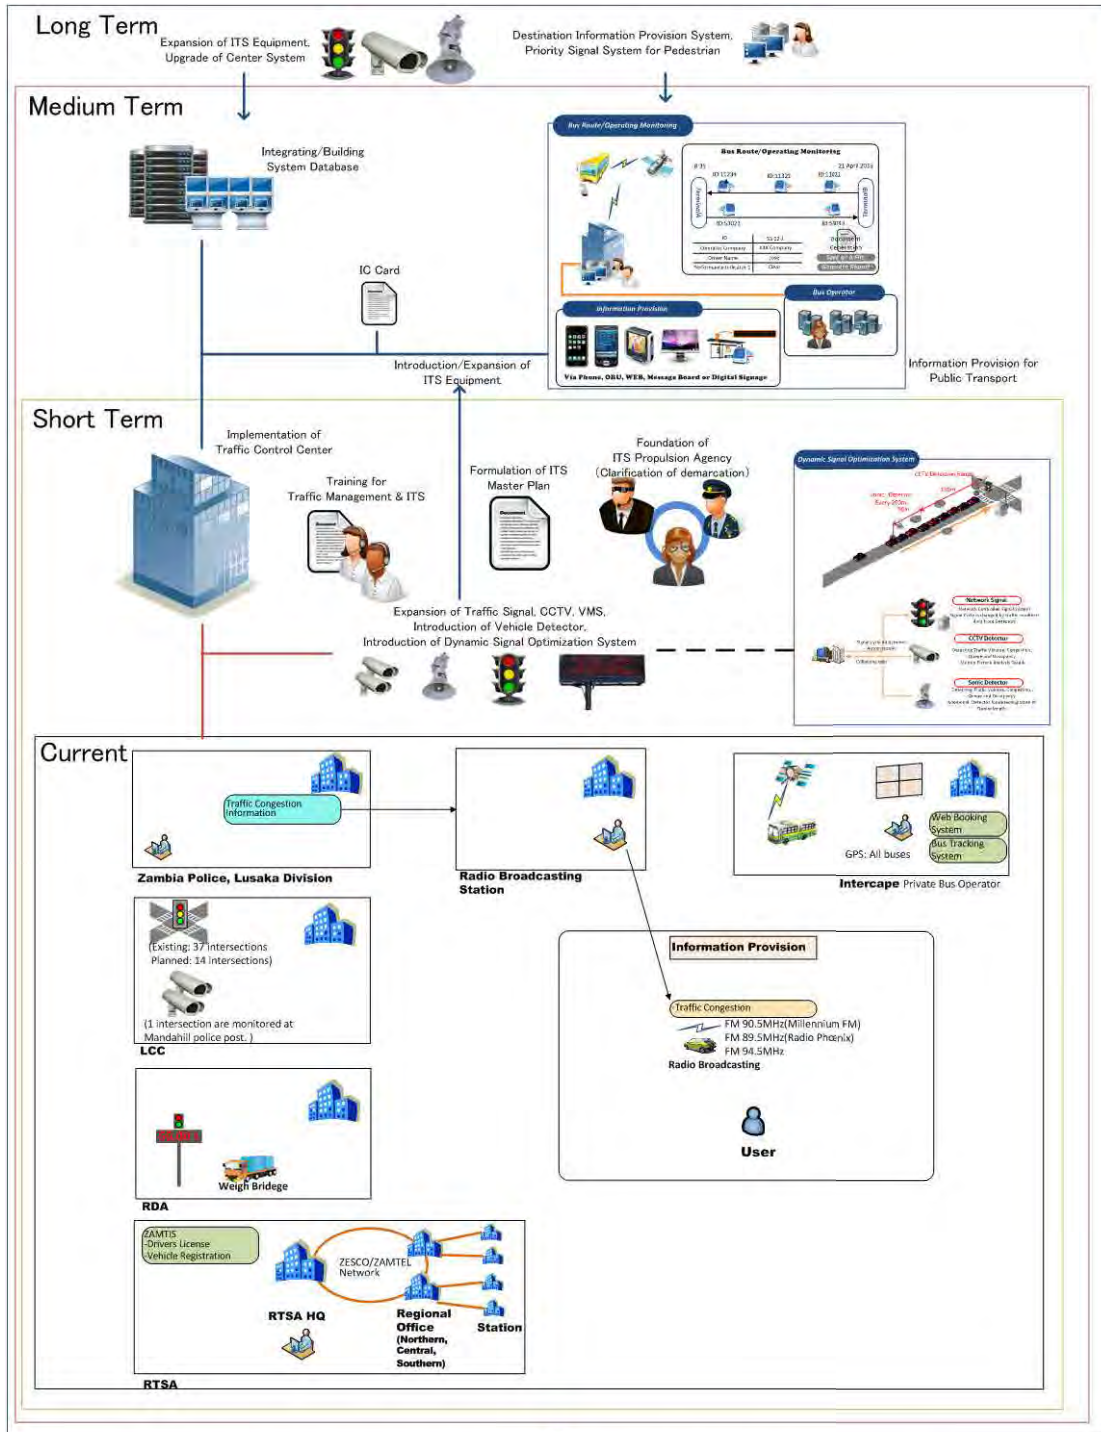 Long Term
Expansion of ITS Equipment,
Upgrade of Center System
Destination Information Provision System,
Priority Signal System for Pedestrian
Medium Term
Integrating/Building
System Database
Bus Route/Operating Monitoring
Bus Route/Operating Monitoring
Terminal
Terminal
Driver Name
IC Card
Information Provision
Bus Operator
Via Phone, OBU, WEB, Message Board or Digital Signage
Introduction/Expansion of
ITS Equipment
Information Provision for
Public Transport
Short Term
Implementation of
Traffic Control Center
Training for
Traffic Management & ITS
Document
Formulation of ITS
Master Plan
Document
Foundation of
ITS Propulsion Agency
(Clarification of demarcation)
Dynamic Signal Optimization System
Expansion of Traffic Signal, CCTV, VMS,
Introduction of Vehicle Detector,
Introduction of Dynamic Signal Optimization System
Network Signal
CCTV Detector
Sonic Detector
Current
Traffic Congestion
Information
Zambia Police, Lusaka Division
Radio Broadcasting
Station
GPS: All buses
Web Booking
System
Bus Tracking
System
Intercape Private Bus Operator
(Existing: 37 intersections
Planned: 14 intersections)
(1 intersection are monitored at
Mandahill police post. )
LCC
Information Provision
Traffic Congestion
FM 90.5MHz(Millennium FM)
FM 89.5MHz(Radio Phœnix)
FM 94.5MHz
Radio Broadcasting
User
Weigh Bridege
RDA
ZAMTIS
-Drivers License
-Vehicle Registration
ZESCO/ZAMTEL
Network
RTSA HQ
Regional
Office
(Northern,
Central,
Southern)
Station
RTSA